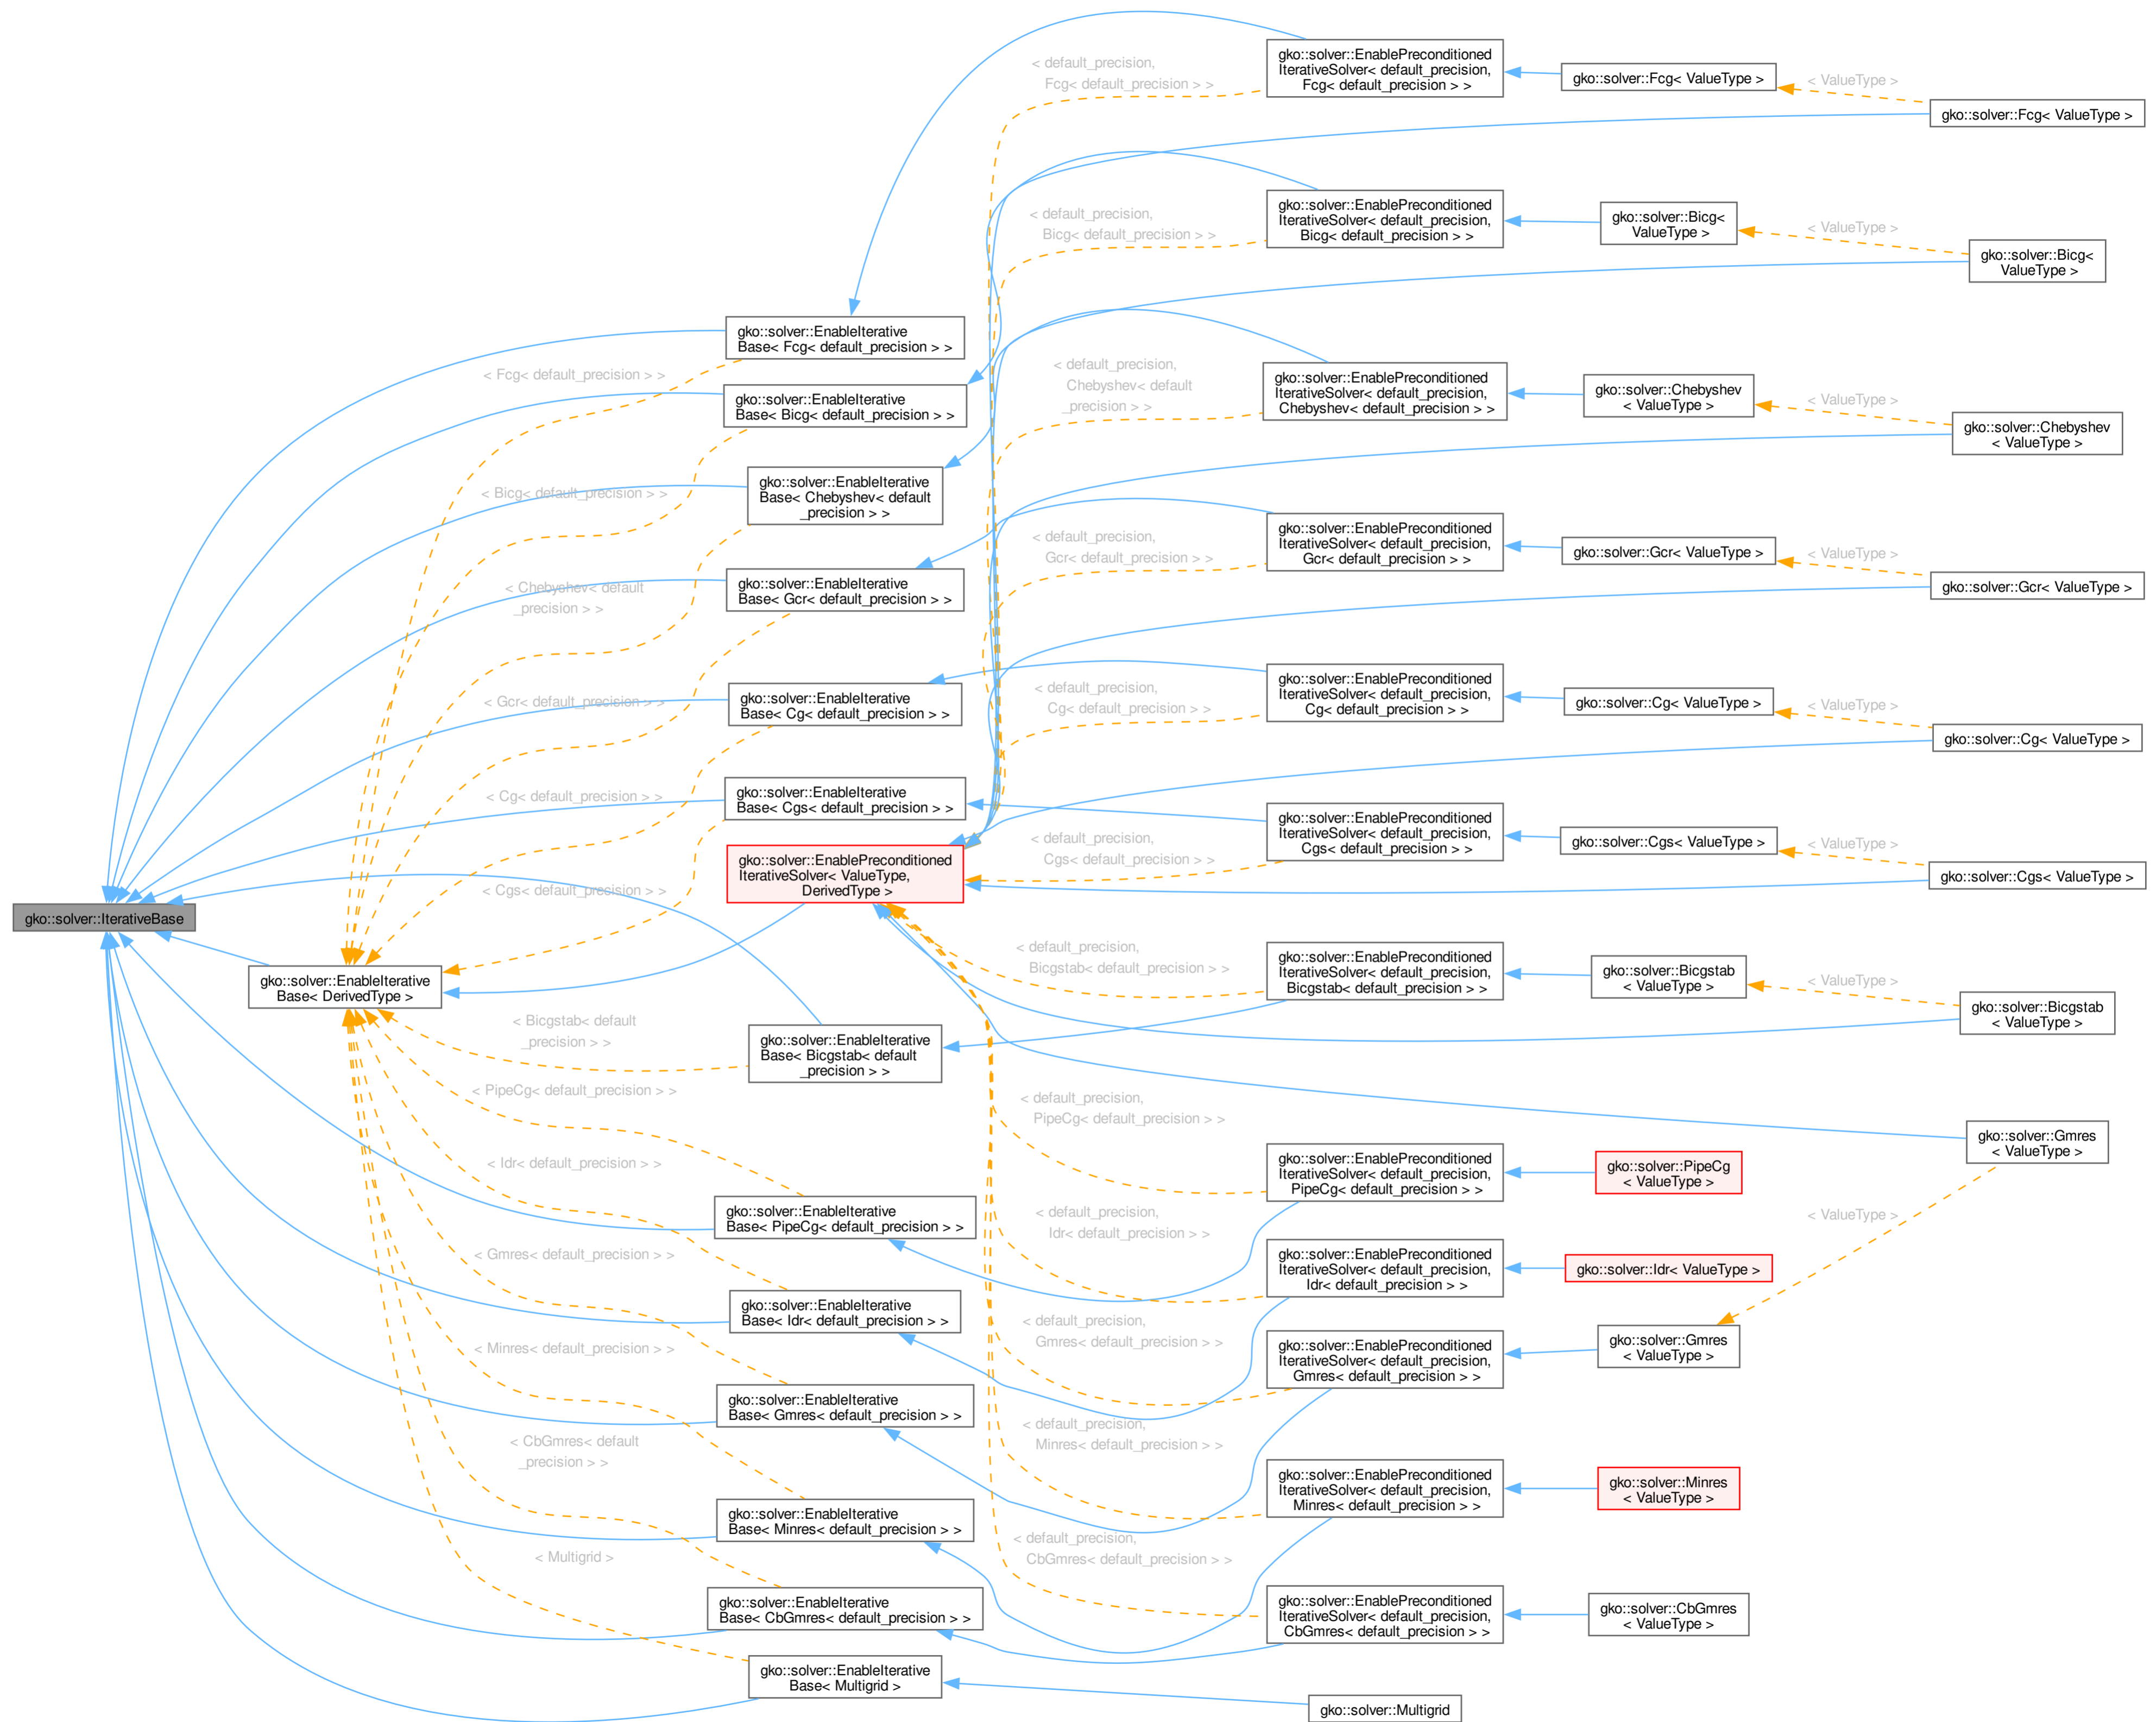 gko::solver::IterativeBase
gko::solver::EnableIterative
Base< DerivedType >
< Fcg< default_precision > >
< Bicg< default_precision > >
< Chebyshev< default
_precision > >
< Gcr< default_precision > >
< Cg< default_precision > >
< Cgs< default_precision > >
< Bicgstab< default
_precision > >
< PipeCg< default_precision > >
< Idr< default_precision > >
< Gmres< default_precision > >
< Minres< default_precision > >
< CbGmres< default
_precision > >
< Multigrid >
gko::solver::EnableIterative
Base< Fcg< default_precision > >
gko::solver::EnableIterative
Base< Bicg< default_precision > >
gko::solver::EnableIterative
Base< Chebyshev< default
_precision > >
gko::solver::EnableIterative
Base< Gcr< default_precision > >
gko::solver::EnableIterative
Base< Cg< default_precision > >
gko::solver::EnableIterative
Base< Cgs< default_precision > >
gko::solver::EnablePreconditioned
IterativeSolver< ValueType,
DerivedType >
gko::solver::EnableIterative
Base< Bicgstab< default
_precision > >
gko::solver::EnableIterative
Base< PipeCg< default_precision > >
gko::solver::EnableIterative
Base< Idr< default_precision > >
gko::solver::EnableIterative
Base< Gmres< default_precision > >
gko::solver::EnableIterative
Base< Minres< default_precision > >
gko::solver::EnableIterative
Base< CbGmres< default_precision > >
gko::solver::EnableIterative
Base< Multigrid >
< default_precision,
Fcg< default_precision > >
< default_precision,
Bicg< default_precision > >
< default_precision,
Chebyshev< default
_precision > >
< default_precision,
Gcr< default_precision > >
< default_precision,
Cg< default_precision > >
< default_precision,
Cgs< default_precision > >
< default_precision,
Bicgstab< default_precision > >
< default_precision,
PipeCg< default_precision > >
< default_precision,
Idr< default_precision > >
< default_precision,
Gmres< default_precision > >
< default_precision,
Minres< default_precision > >
< default_precision,
CbGmres< default_precision > >
gko::solver::EnablePreconditioned
IterativeSolver< default_precision,
Fcg< default_precision > >
gko::solver::EnablePreconditioned
IterativeSolver< default_precision,
Bicg< default_precision > >
gko::solver::EnablePreconditioned
IterativeSolver< default_precision,
Chebyshev< default_precision > >
gko::solver::EnablePreconditioned
IterativeSolver< default_precision,
Gcr< default_precision > >
gko::solver::EnablePreconditioned
IterativeSolver< default_precision,
Cg< default_precision > >
gko::solver::EnablePreconditioned
IterativeSolver< default_precision,
Cgs< default_precision > >
gko::solver::EnablePreconditioned
IterativeSolver< default_precision,
Bicgstab< default_precision > >
gko::solver::EnablePreconditioned
IterativeSolver< default_precision,
PipeCg< default_precision > >
gko::solver::EnablePreconditioned
IterativeSolver< default_precision,
Idr< default_precision > >
gko::solver::EnablePreconditioned
IterativeSolver< default_precision,
Gmres< default_precision > >
gko::solver::EnablePreconditioned
IterativeSolver< default_precision,
Minres< default_precision > >
gko::solver::EnablePreconditioned
IterativeSolver< default_precision,
CbGmres< default_precision > >
gko::solver::Multigrid
gko::solver::Fcg< ValueType >
gko::solver::Bicg<
ValueType >
gko::solver::Chebyshev
< ValueType >
gko::solver::Gcr< ValueType >
gko::solver::Cg< ValueType >
gko::solver::Cgs< ValueType >
gko::solver::Bicgstab
< ValueType >
gko::solver::PipeCg
< ValueType >
gko::solver::Idr< ValueType >
gko::solver::Gmres
< ValueType >
gko::solver::Minres
< ValueType >
gko::solver::CbGmres
< ValueType >
< ValueType >
< ValueType >
< ValueType >
< ValueType >
< ValueType >
< ValueType >
< ValueType >
< ValueType >
gko::solver::Fcg< ValueType >
gko::solver::Bicg<
ValueType >
gko::solver::Chebyshev
< ValueType >
gko::solver::Gcr< ValueType >
gko::solver::Cg< ValueType >
gko::solver::Cgs< ValueType >
gko::solver::Bicgstab
< ValueType >
gko::solver::Gmres
< ValueType >